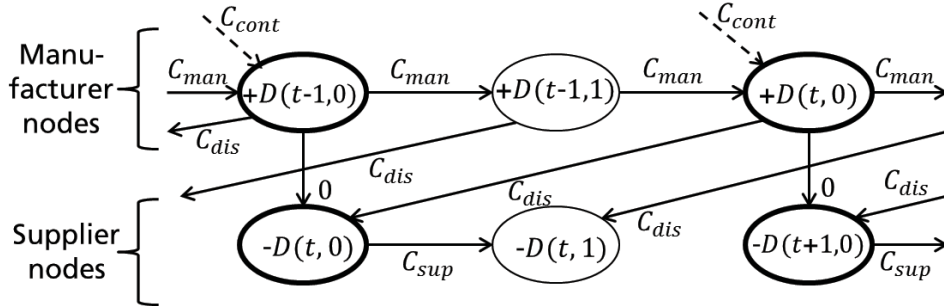 C_cont C_cont
Manu-
facturer
nodes
C_man C_man C_man C_man
+D(t-1,0) +D(t-1,1) +D(t,0)
C_dis
C_dis
0 C_dis 0 C_dis
C_dis
Supplier
nodes
-D(t,0) -D(t,1) -D(t+1,0)
C_sup C_sup